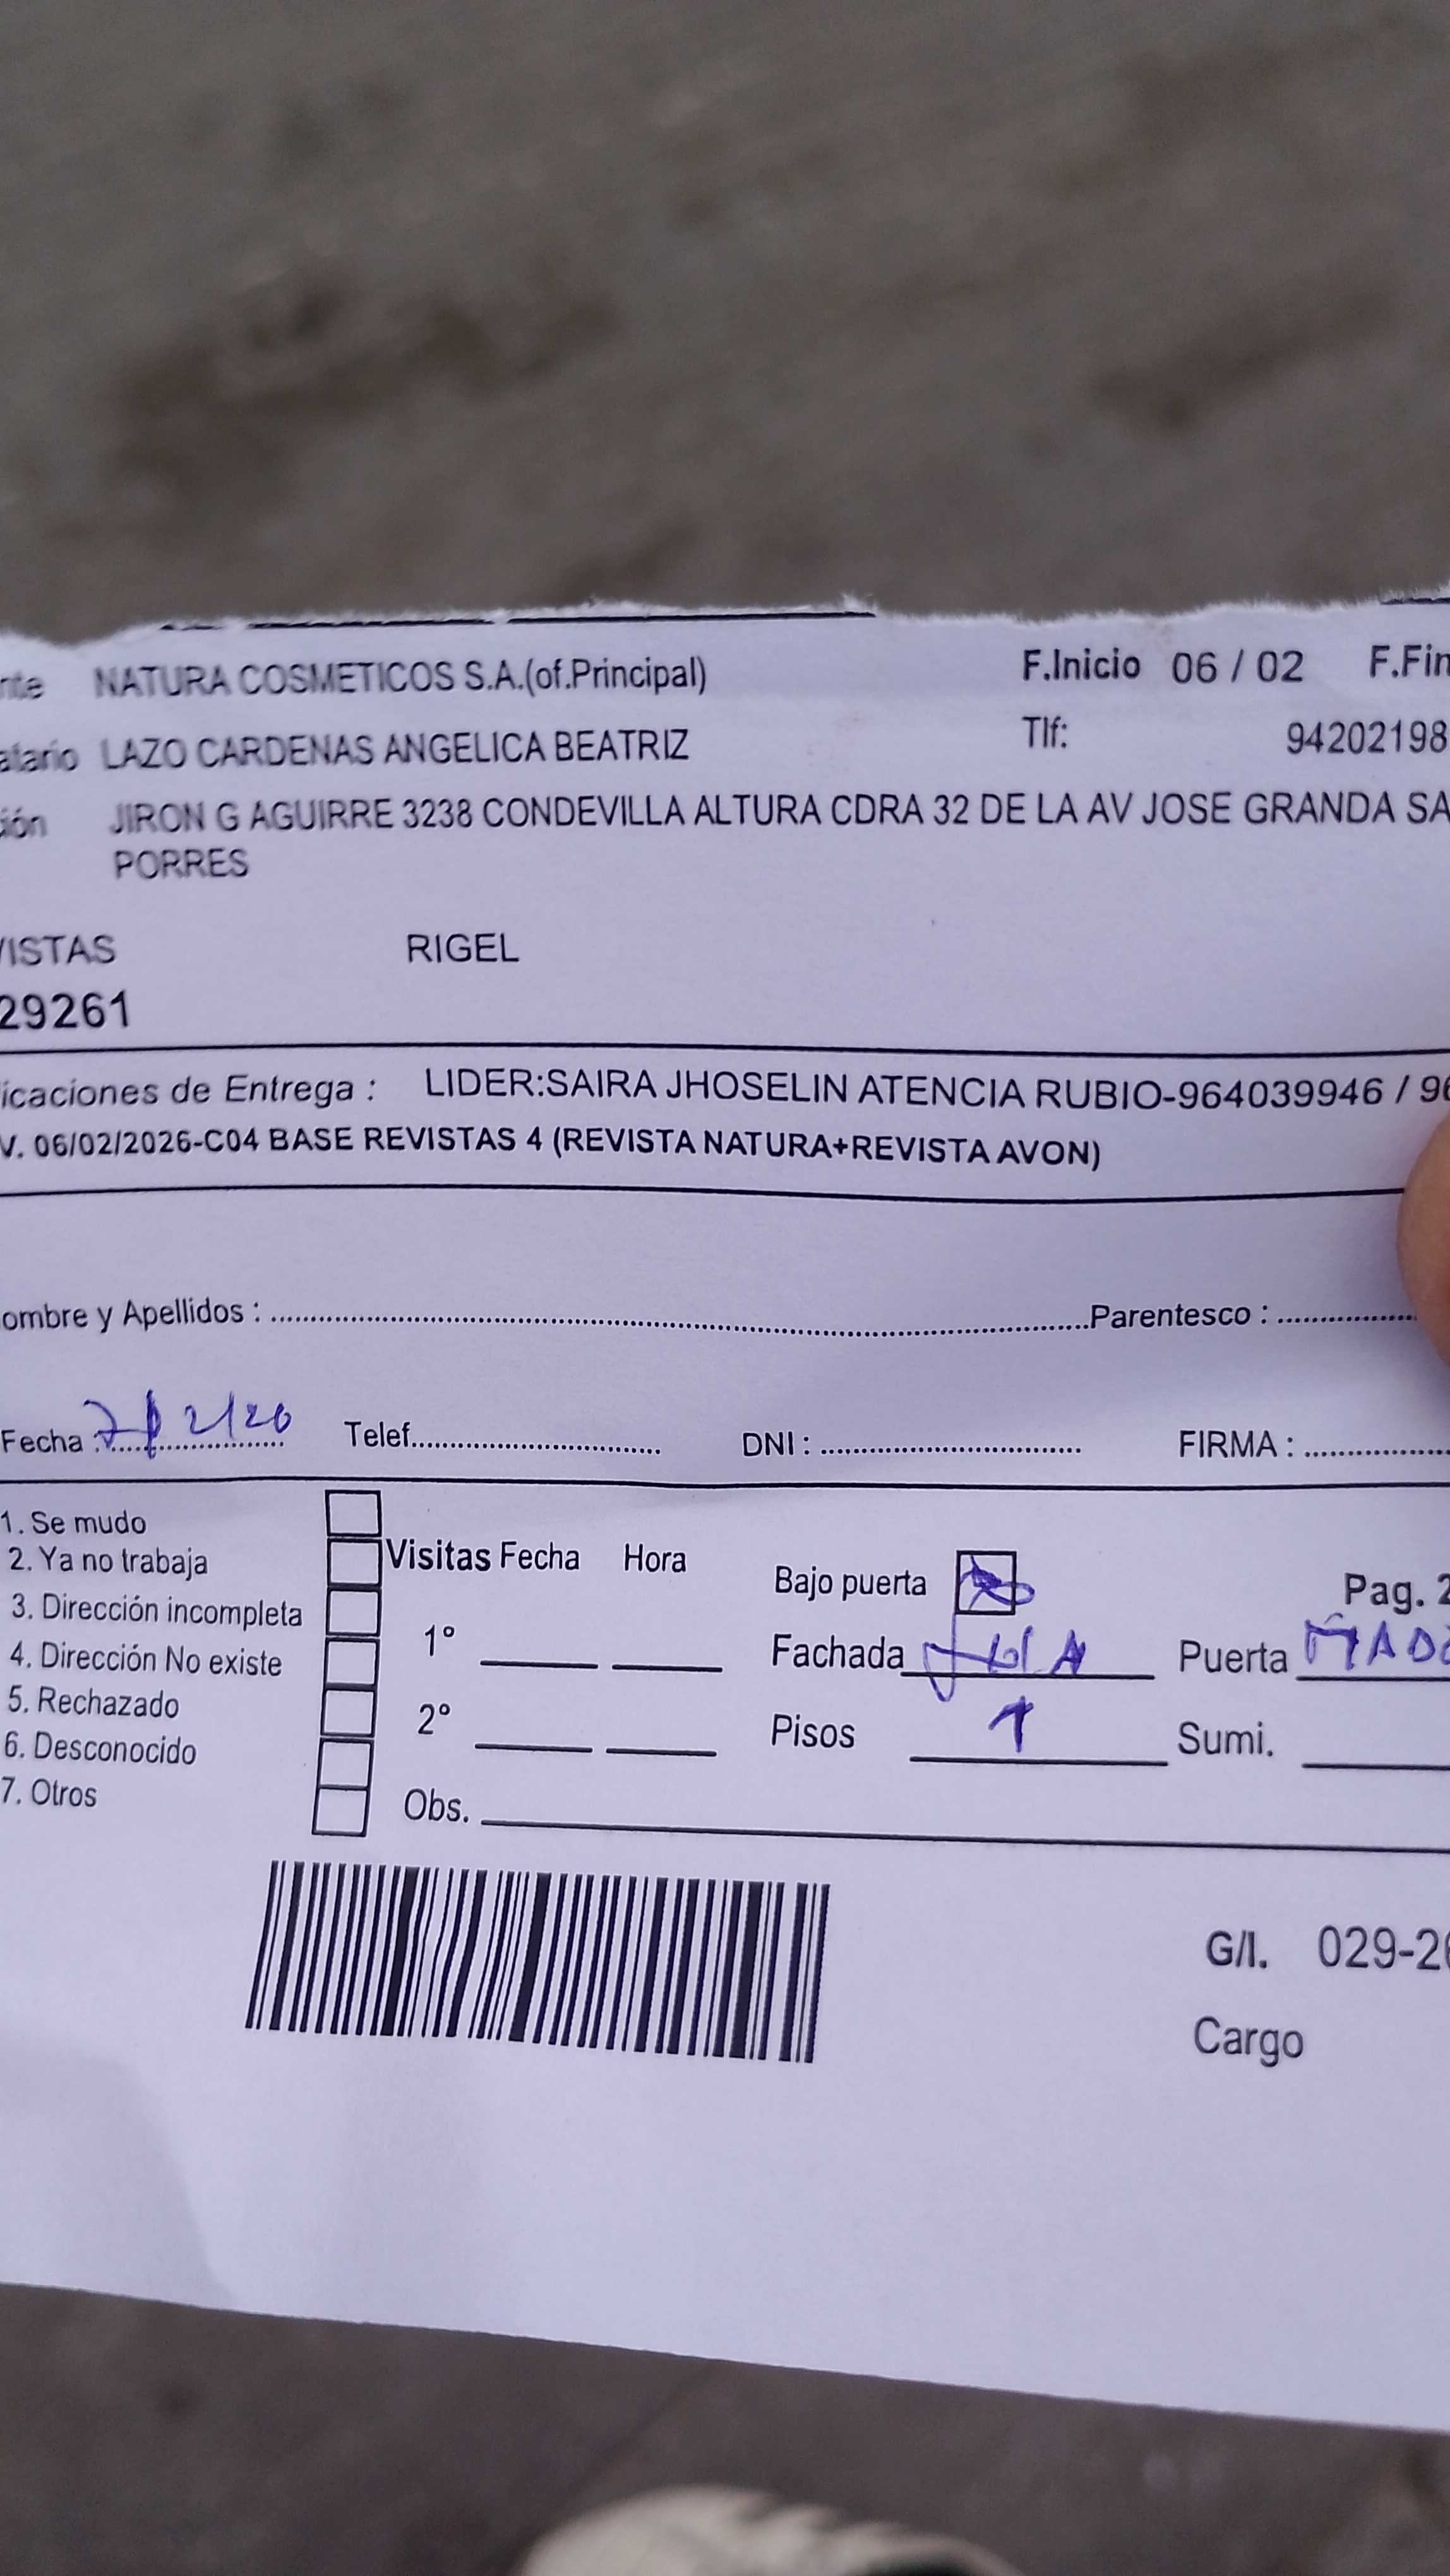 nte NATURA COSMETICOS S.A.(of.Principal) F.Inicio 06 / 02 F.Fin
atario LAZO CARDENAS ANGELICA BEATRIZ Tlf: 94202198
ión JIRON G AGUIRRE 3238 CONDEVILLA ALTURA CDRA 32 DE LA AV JOSE GRANDA SA
PORRES
VISTAS RIGEL
29261
icaciones de Entrega : LIDER:SAIRA JHOSELIN ATENCIA RUBIO-964039946 / 96
V. 06/02/2026-C04 BASE REVISTAS 4 (REVISTA NATURA+REVISTA AVON)
ombre y Apellidos : Parentesco :
Fecha : 7/2/26 Telef. DNI : FIRMA :
1. Se mudo
2. Ya no trabaja Visitas Fecha Hora Bajo puerta Pag. 2
3. Dirección incompleta
4. Dirección No existe 1° Fachada Puerta
5. Rechazado
6. Desconocido 2° Pisos 1 Sumi.
7. Otros Obs.
G/I. 029-26
Cargo